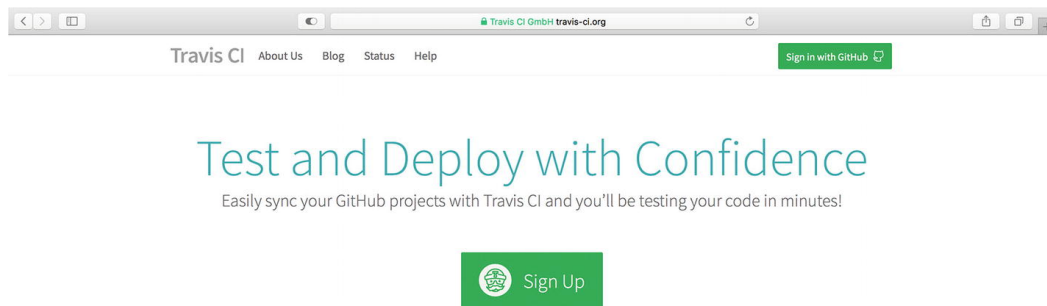 Travis CI GmbH travis-ci.org
Travis CI About Us Blog Status Help Sign in with GitHub
Test and Deploy with Confidence
Easily sync your GitHub projects with Travis CI and you'll be testing your code in minutes!
Sign Up